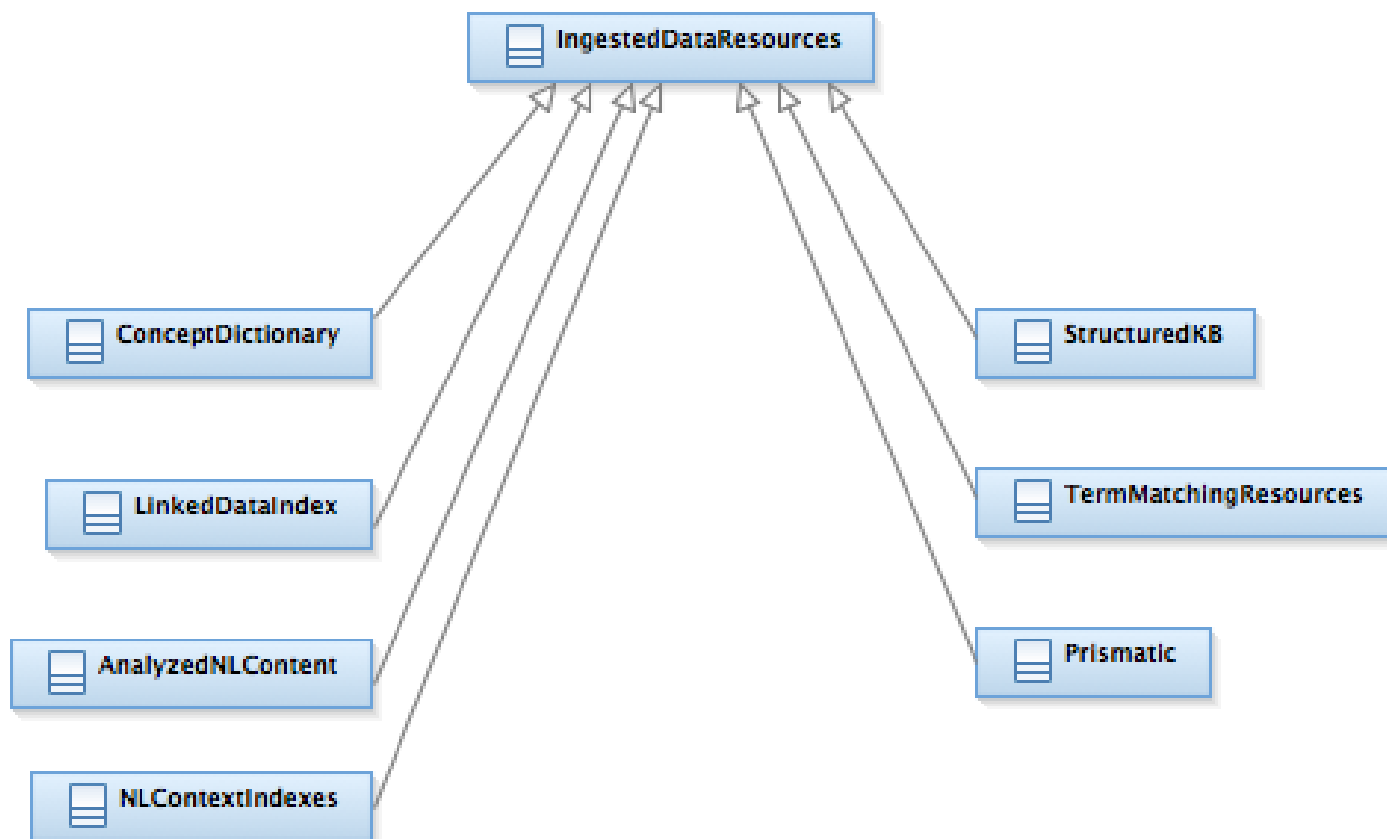 IngestedDataResources
ConceptDictionary
StructuredKB
LinkedDataIndex
TermMatchingResources
AnalyzedNLContent
Prismatic
NLContextIndexes